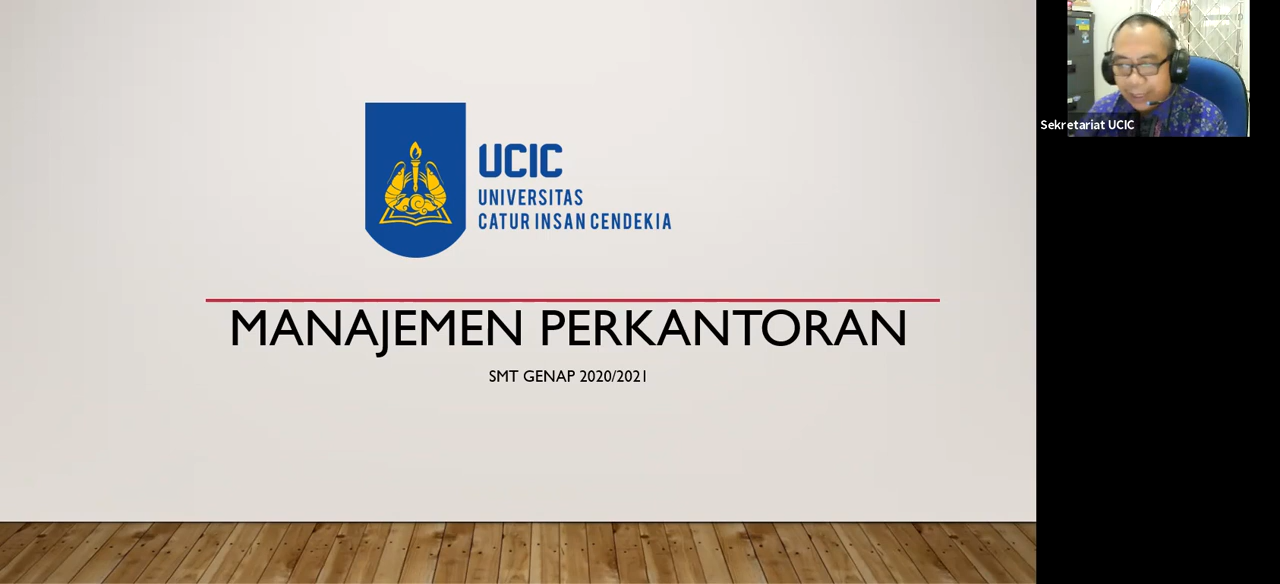 UCIC
UNIVERSITAS
CATUR INSAN CENDEKIA
MANAJEMEN PERKANTORAN
SMT GENAP 2020/2021
Sekretariat UCIC